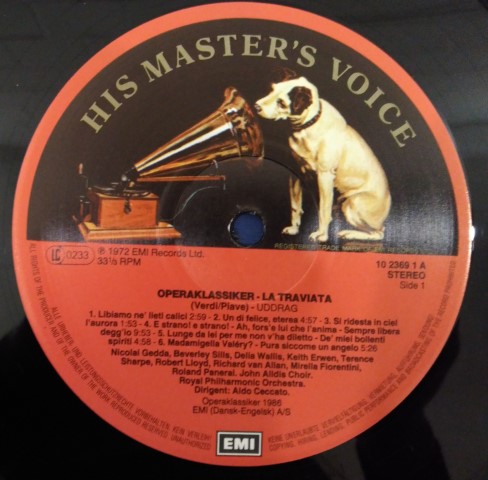 HIS MASTER'S VOICE
LC 0233
℗ 1972 EMI Records Ltd.
33⅓ RPM
10 2369 1 A
STEREO
Side 1
OPERAKLASSIKER - LA TRAVIATA
(Verdi/Piave) - UDDRAG
1. Libiamo ne' lieti calici 2:59 - 2. Un di felice, eterea 4:57 - 3. Si ridesta in ciel
l'aurora 1:53 - 4. E strano! e strano! - Ah, fors'e lui che l'anima - Sempre libera
degg'io 9:53 - 5. Lunge da lei per me non v'ha diletto - De' miei bollenti
spiriti 4:58 - 6. Madamigella Valéry? - Pura siccome un angelo 5:26
Nicolai Gedda, Beverley Sills, Delia Wallis, Keith Erwen, Terence
Sharpe, Robert Lloyd, Richard van Allan, Mirella Fiorentini,
Roland Panerai. John Alldis Choir.
Royal Philharmonic Orchestra.
Dirigent: Aldo Ceccato.
Operaklassiker 1986
EMI (Dansk-Engelsk) A/S
EMI